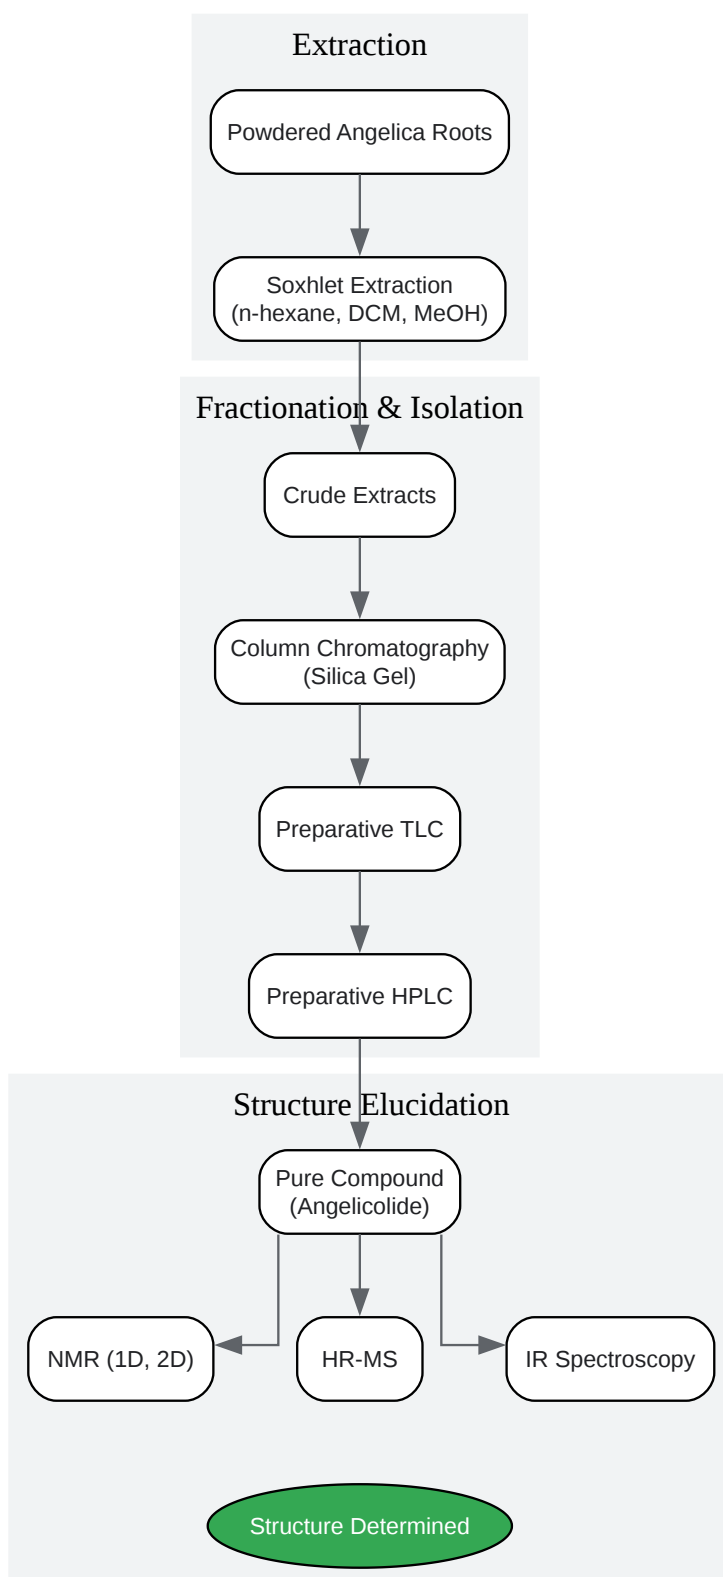 Extraction
Powdered Angelica Roots
Soxhlet Extraction
(n-hexane, DCM, MeOH)
Fractionation & Isolation
Crude Extracts
Column Chromatography
(Silica Gel)
Preparative TLC
Preparative HPLC
Structure Elucidation
Pure Compound
(Angelicolide)
NMR (1D, 2D)
HR-MS
IR Spectroscopy
Structure Determined